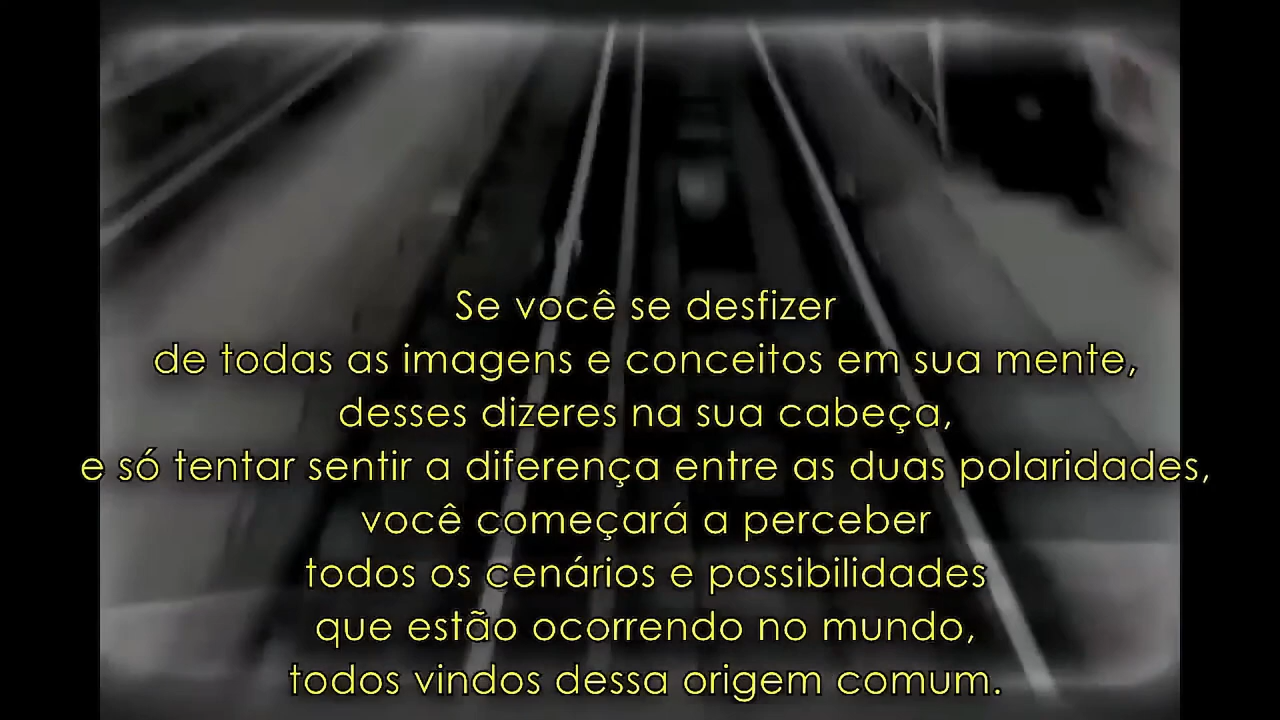 Se você se desfizer
de todas as imagens e conceitos em sua mente,
desses dizeres na sua cabeça,
e só tentar sentir a diferença entre as duas polaridades,
você começará a perceber
todos os cenários e possibilidades
que estão ocorrendo no mundo,
todos vindos dessa origem comum.